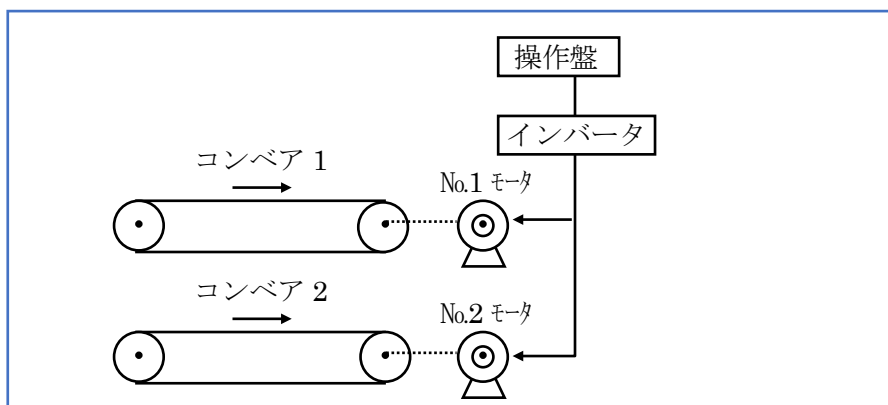 操作盤
インバータ
コンベア 1
No.1 モータ
コンベア 2
No.2 モータ